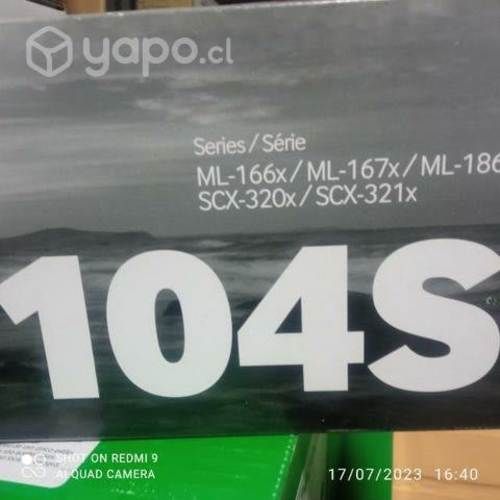 yapo.cl
Series/Série
ML-166x/ML-167x/ML-186
SCX-320x/SCX-321x
104S
SHOT ON REDMI 9
AI QUAD CAMERA
17/07/2023 16:40